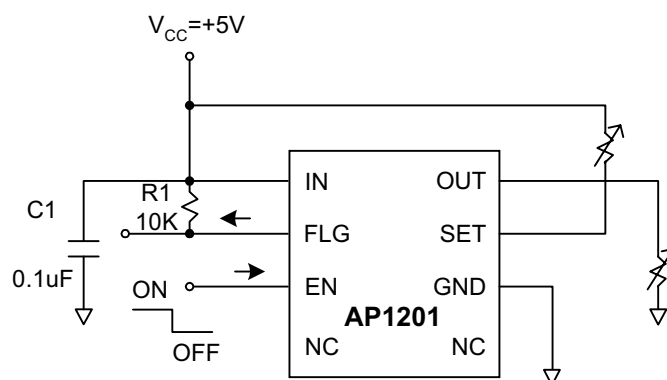 VCC=+5V
IN
OUT
R1
C1
10K
FLG
SET
0.1uF
ON
EN
GND
AP1201
OFF
NC
NC